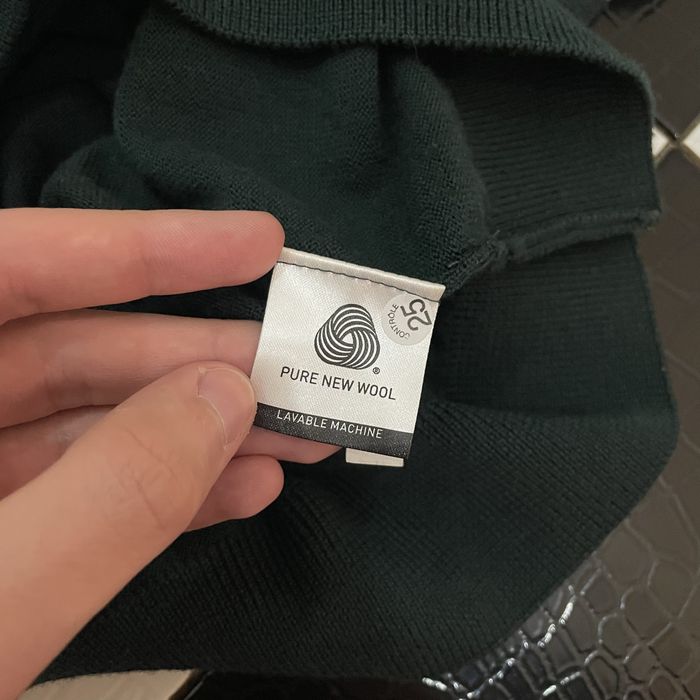 25
CONTRÔLE
®
PURE NEW WOOL
LAVABLE MACHINE